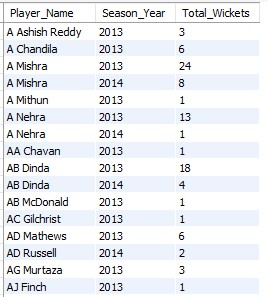 Player_Name Season_Year Total_Wickets
A Ashish Reddy 2013 3
A Chandila 2013 6
A Mishra 2013 24
A Mishra 2014 8
A Mithun 2013 1
A Nehra 2013 13
A Nehra 2014 1
AA Chavan 2013 1
AB Dinda 2013 18
AB Dinda 2014 4
AB McDonald 2013 1
AC Gilchrist 2013 1
AD Mathews 2013 6
AD Russell 2014 2
AG Murtaza 2013 3
AJ Finch 2013 1